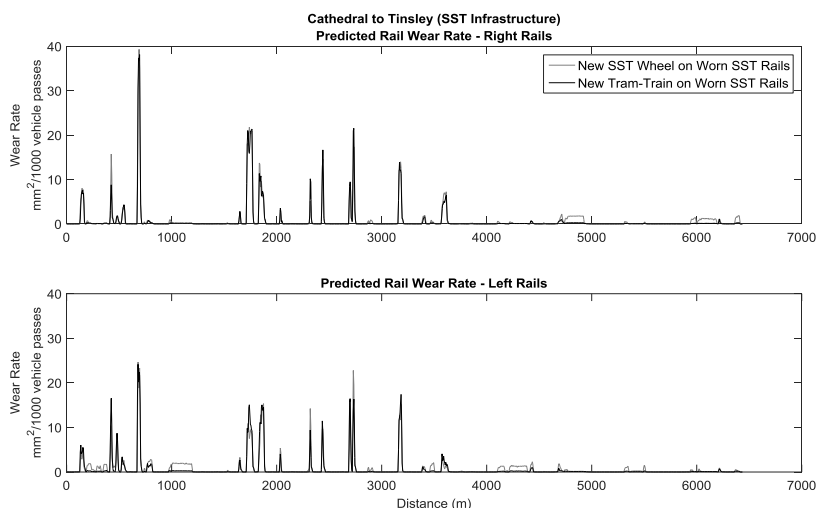 Cathedral to Tinsley (SST Infrastructure)
Predicted Rail Wear Rate - Right Rails
Wear Rate
mm²/1000 vehicle passes
40
30
20
10
0
New SST Wheel on Worn SST Rails
New Tram-Train on Worn SST Rails
0 1000 2000 3000 4000 5000 6000 7000
Predicted Rail Wear Rate - Left Rails
Wear Rate
mm²/1000 vehicle passes
40
30
20
10
0
0 1000 2000 3000 4000 5000 6000 7000
Distance (m)